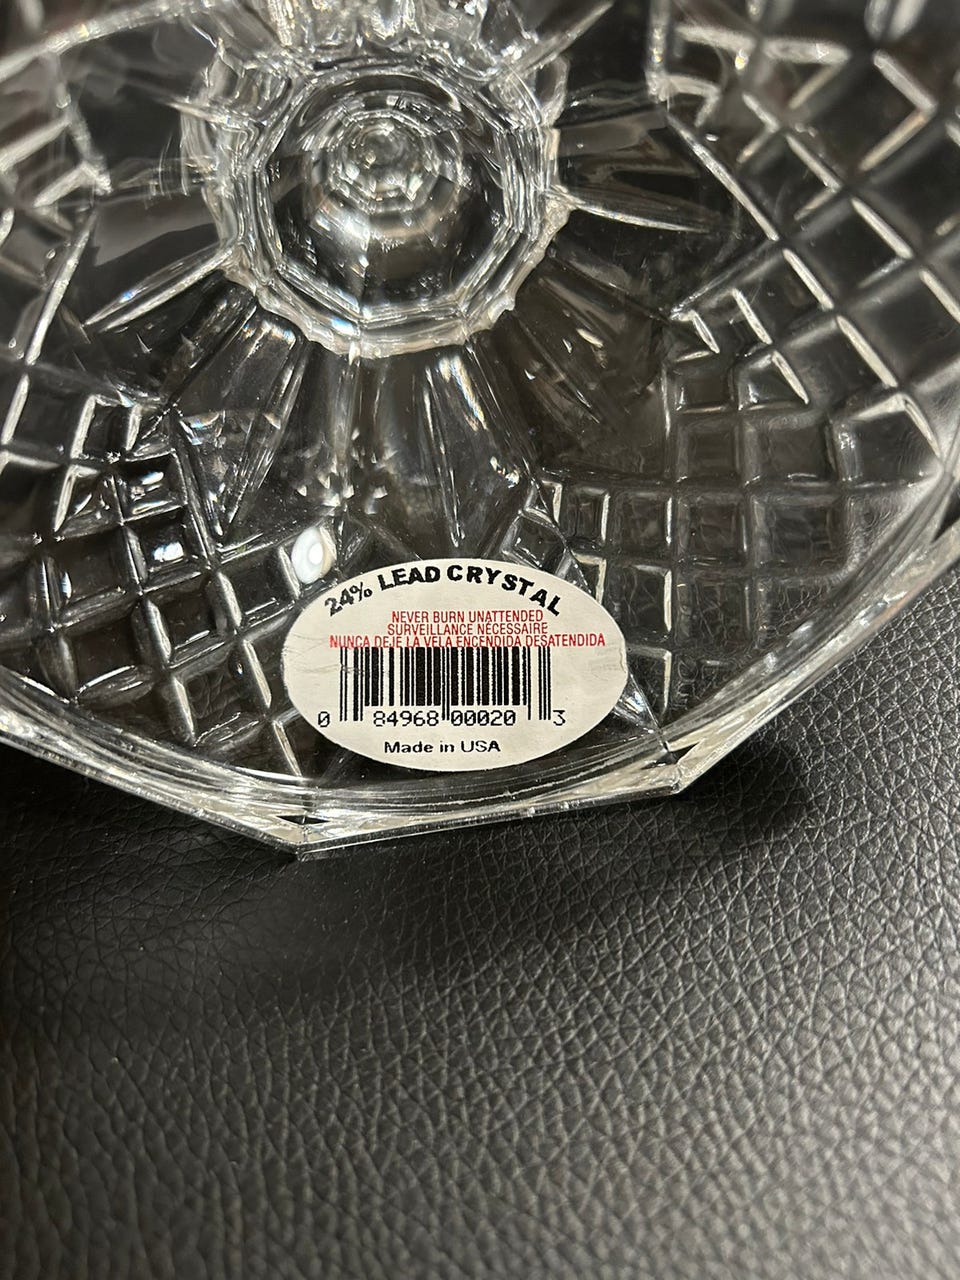 24% LEAD CRYSTAL
NEVER BURN UNATTENDED
SURVEILLANCE NÉCESSAIRE
NUNCA DEJE LA VELA ENCENDIDA DESATENDIDA
0 84968 00020 3
Made in USA